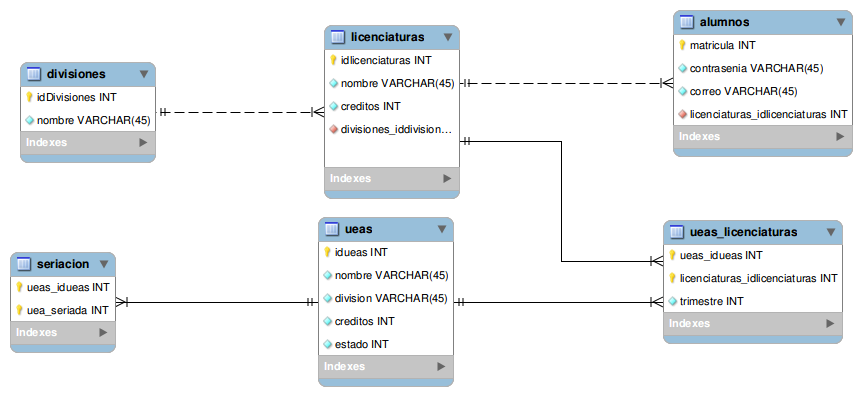 divisiones
idDivisiones INT
nombre VARCHAR(45)
Indexes
licenciaturas
idlicenciaturas INT
nombre VARCHAR(45)
creditos INT
divisiones_iddivision...
Indexes
alumnos
matricula INT
contrasenia VARCHAR(45)
correo VARCHAR(45)
licenciaturas_idlicenciaturas INT
Indexes
seriacion
ueas_idueas INT
uea_seriada INT
Indexes
ueas
idueas INT
nombre VARCHAR(45)
division VARCHAR(45)
creditos INT
estado INT
Indexes
ueas_licenciaturas
ueas_idueas INT
licenciaturas_idlicenciaturas INT
trimestre INT
Indexes